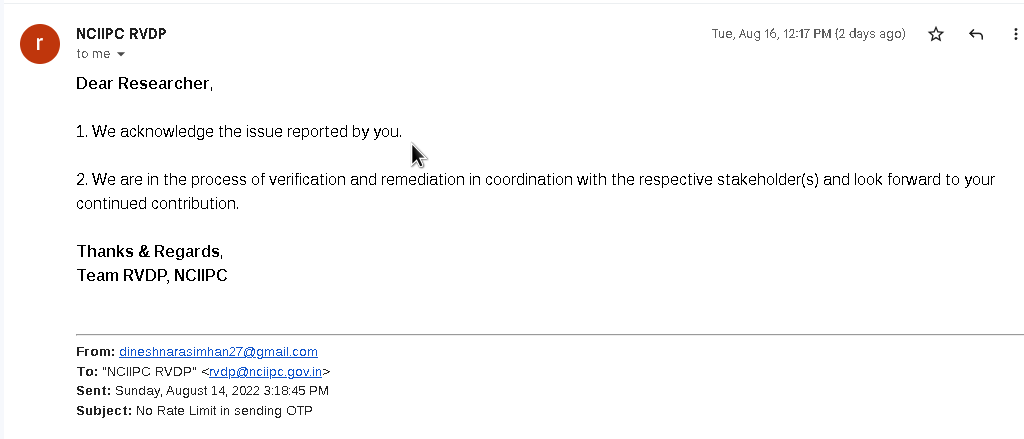 r
NCIIPC RVDP
Tue, Aug 16, 12:17 PM (2 days ago)
to me
Dear Researcher,
1. We acknowledge the issue reported by you.
2. We are in the process of verification and remediation in coordination with the respective stakeholder(s) and look forward to your
continued contribution.
Thanks & Regards,
Team RVDP, NCIIPC
From: dineshnarasimhan27@gmail.com
To: "NCIIPC RVDP" <rvdp@nciipc.gov.in>
Sent: Sunday, August 14, 2022 3:18:45 PM
Subject: No Rate Limit in sending OTP